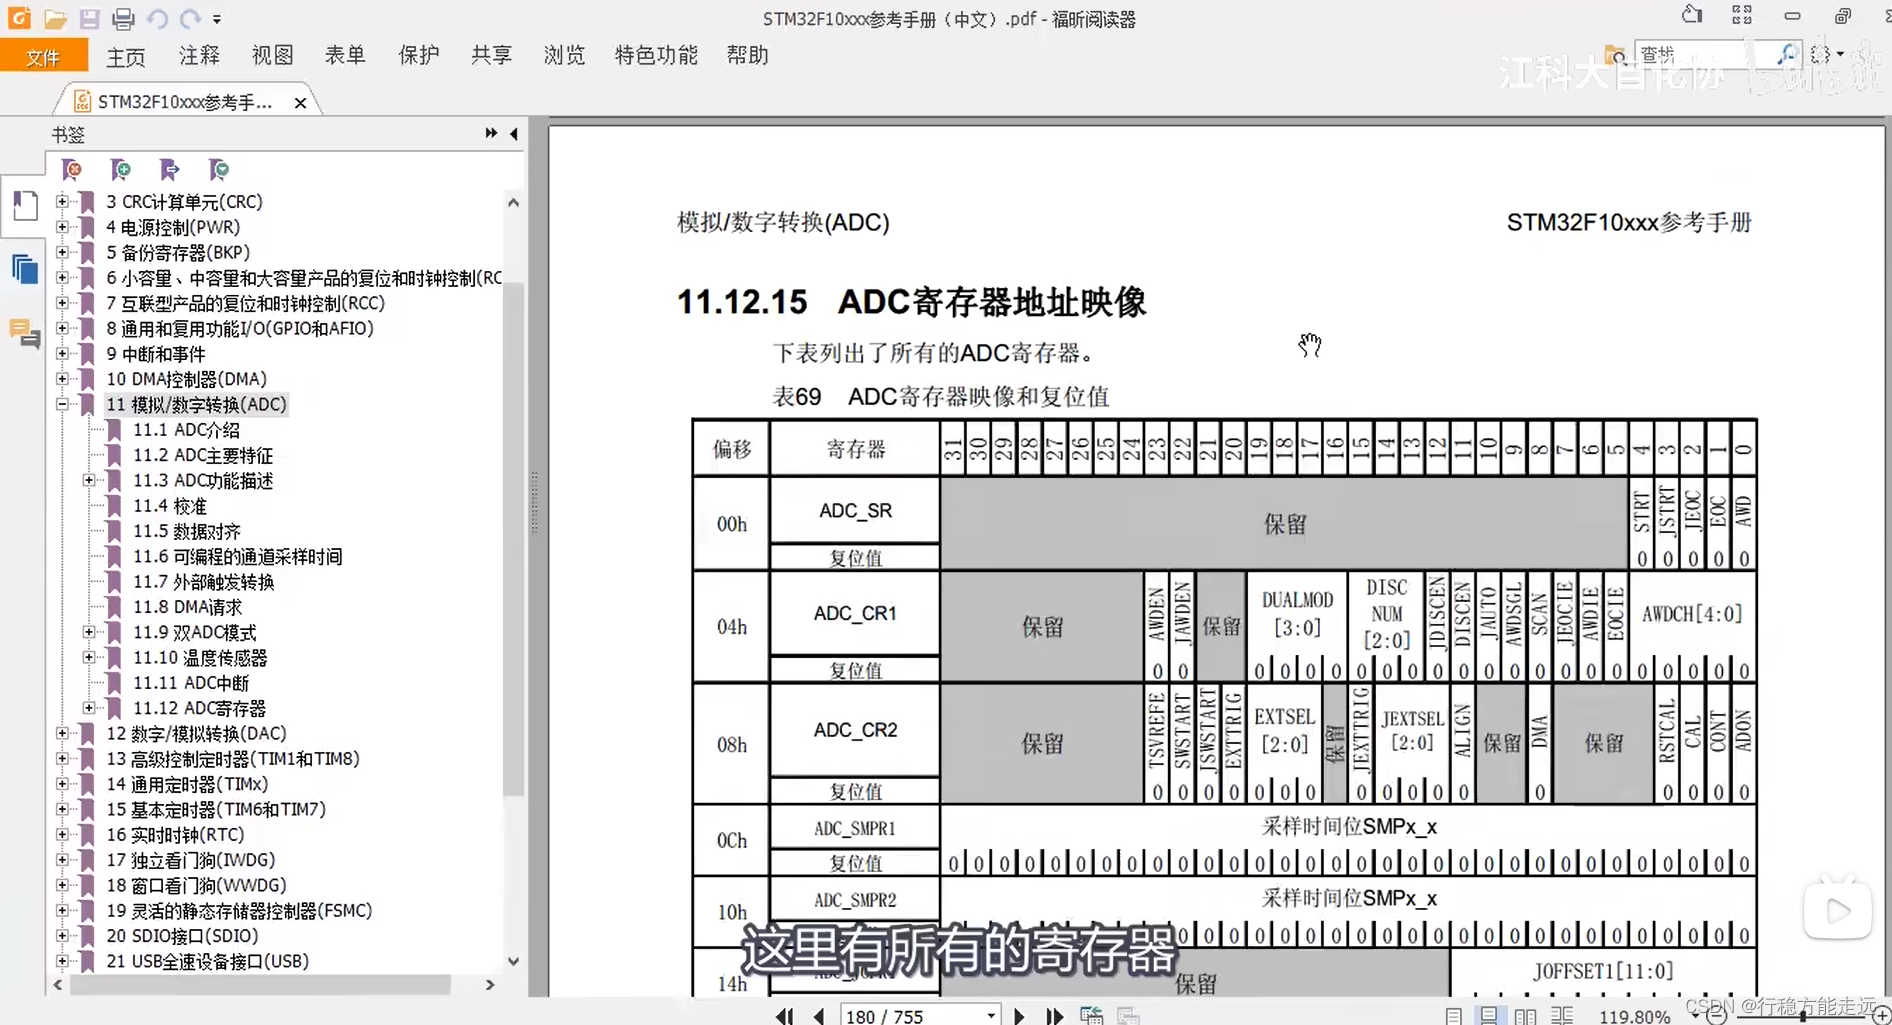 STM32F10xxx参考手册（中文）.pdf - 福昕阅读器
文件 主页 注释 视图 表单 保护 共享 浏览 特色功能 帮助
查找
江科大自化协
STM32F10xxx参考手...
书签
3 CRC计算单元(CRC)
4 电源控制(PWR)
5 备份寄存器(BKP)
6 小容量、中容量和大容量产品的复位和时钟控制(RC
7 互联型产品的复位和时钟控制(RCC)
8 通用和复用功能I/O(GPIO和AFIO)
9 中断和事件
10 DMA控制器(DMA)
11 模拟/数字转换(ADC)
11.1 ADC介绍
11.2 ADC主要特征
11.3 ADC功能描述
11.4 校准
11.5 数据对齐
11.6 可编程的通道采样时间
11.7 外部触发转换
11.8 DMA请求
11.9 双ADC模式
11.10 温度传感器
11.11 ADC中断
11.12 ADC寄存器
12 数字/模拟转换(DAC)
13 高级控制定时器(TIM1和TIM8)
14 通用定时器(TIMx)
15 基本定时器(TIM6和TIM7)
16 实时时钟(RTC)
17 独立看门狗(IWDG)
18 窗口看门狗(WWDG)
19 灵活的静态存储器控制器(FSMC)
20 SDIO接口(SDIO)
21 USB全速设备接口(USB)
模拟/数字转换(ADC) STM32F10xxx参考手册
11.12.15 ADC寄存器地址映像
下表列出了所有的ADC寄存器。
表69 ADC寄存器映像和复位值
偏移 寄存器 31 30 29 28 27 26 25 24 23 22 21 20 19 18 17 16 15 14 13 12 11 10 9 8 7 6 5 4 3 2 1 0
00h ADC_SR 保留 STRT JSTRT JEOC EOC AWD
复位值 0 0 0 0 0
04h ADC_CR1 保留 AWDEN JAWDEN 保留 DUALMOD [3:0] DISC NUM [2:0] JDISCEN DISCEN JAUTO AWDSGL SCAN JEOCIE AWDIE EOCIE AWDCH[4:0]
复位值 0 0 0 0 0 0 0 0 0 0 0 0 0 0 0 0 0 0 0 0 0 0
08h ADC_CR2 保留 TSVREFE SWSTART JSWSTART EXTTRIG EXTSEL [2:0] 保留 JEXTTRIG JEXTSEL [2:0] ALIGN 保留 DMA 保留 RSTCAL CAL CONT ADON
复位值 0 0 0 0 0 0 0 0 0 0 0 0 0 0 0 0 0
0Ch ADC_SMPR1 采样时间位SMPx_x
复位值 0 0 0 0 0 0 0 0 0 0 0 0 0 0 0 0 0 0 0 0 0 0 0 0 0 0 0 0 0 0 0 0
10h ADC_SMPR2 采样时间位SMPx_x
0 0 0 0 0 0 0 0 0 0 0 0 0 0 0 0 0 0 0 0 0 0
这里有所有的寄存器
14h 保留 JOFFSET1[11:0]
180 / 755
119.80%
CSDN @行稳方能走远